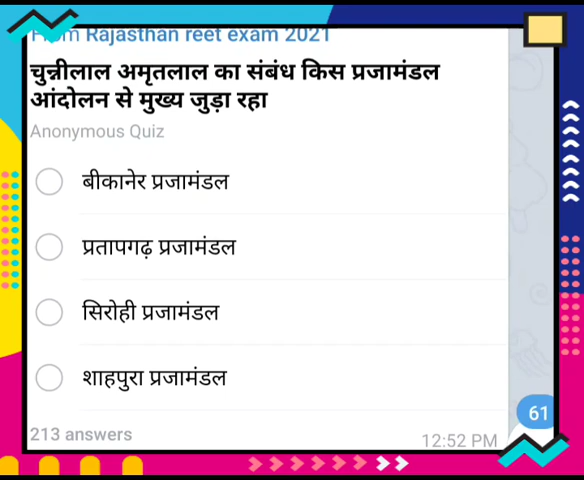 From Rajasthan reet exam 2021
चुन्नीलाल अमृतलाल का संबंध किस प्रजामंडल
आंदोलन से मुख्य जुड़ा रहा
Anonymous Quiz
बीकानेर प्रजामंडल
प्रतापगढ़ प्रजामंडल
सिरोही प्रजामंडल
शाहपुरा प्रजामंडल
61
213 answers
12:52 PM